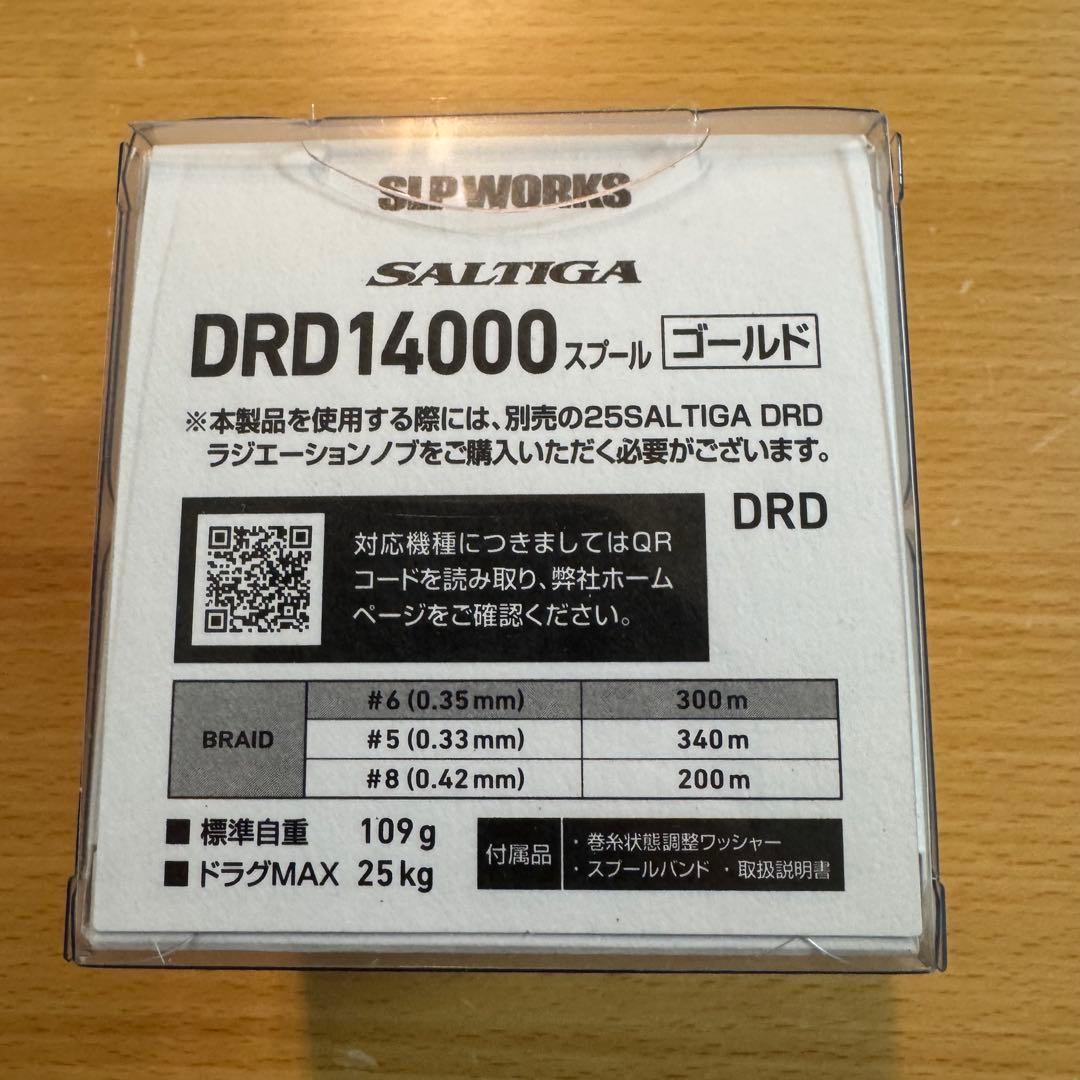 SLP WORKS
SALTIGA
DRD14000スプール ゴールド
※本製品を使用する際には、別売の25SALTIGA DRD
ラジエーションノブをご購入いただく必要がございます。
DRD
対応機種につきましてはQR
コードを読み取り、弊社ホーム
ページをご確認ください。
BRAID
#6 (0.35mm) 300m
#5 (0.33mm) 340m
#8 (0.42mm) 200m
■ 標準自重 109g
■ ドラグMAX 25kg
付属品
・巻糸状態調整ワッシャー
・スプールバンド ・取扱説明書